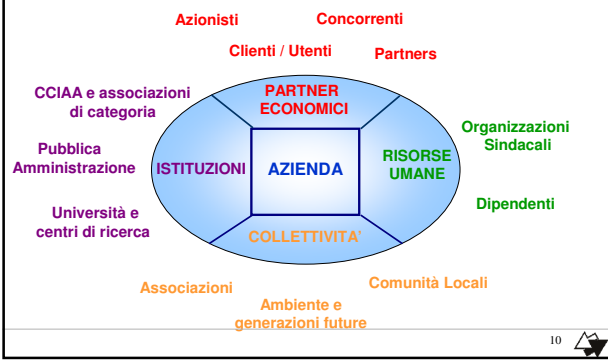 Azionisti
Concorrenti
Clienti / Utenti
Partners
CCIAA e associazioni
di categoria
PARTNER
ECONOMICI
Organizzazioni
Sindacali
Pubblica
Amministrazione
ISTITUZIONI
AZIENDA
RISORSE
UMANE
Università e
centri di ricerca
Dipendenti
COLLETTIVITA'
Associazioni
Comunità Locali
Ambiente e
generazioni future
10